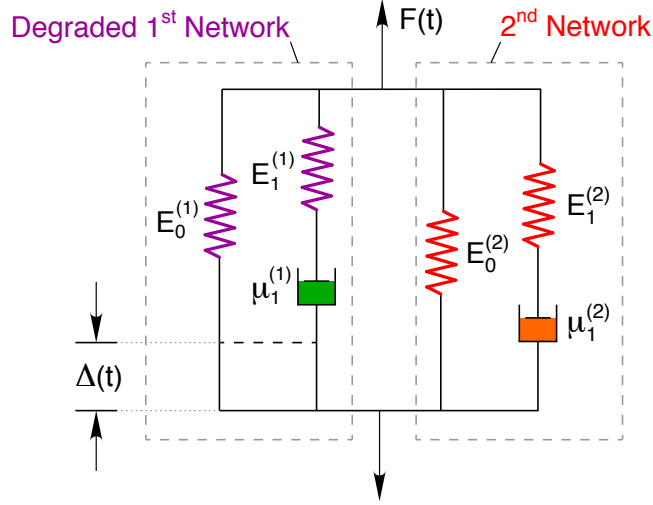 Degraded 1st Network
F(t)
2nd Network
E1(1)
E0(1)
E1(2)
E0(2)
μ1(1)
μ1(2)
Δ(t)